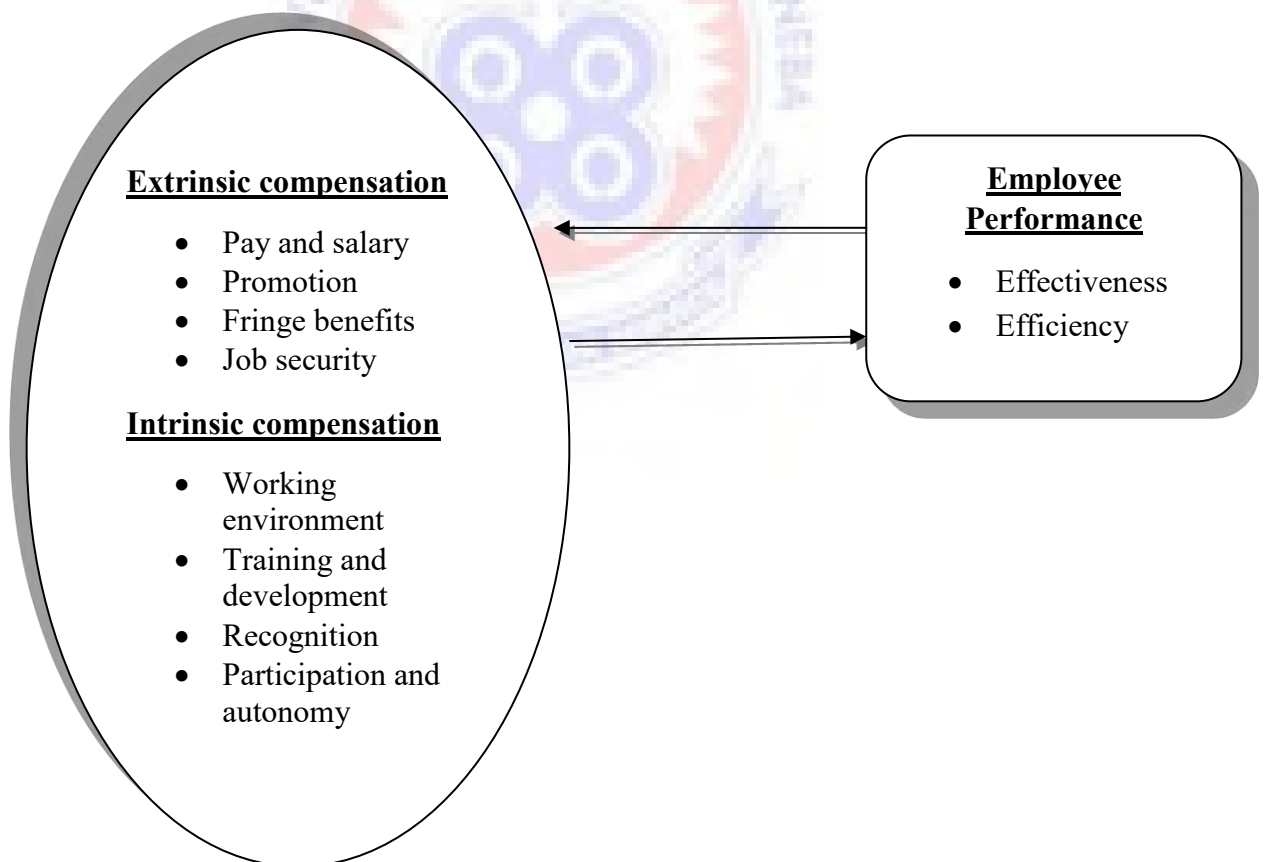 Extrinsic compensation
• Pay and salary
• Promotion
• Fringe benefits
• Job security
Intrinsic compensation
• Working
environment
• Training and
development
• Recognition
• Participation and
autonomy
Employee
Performance
• Effectiveness
• Efficiency